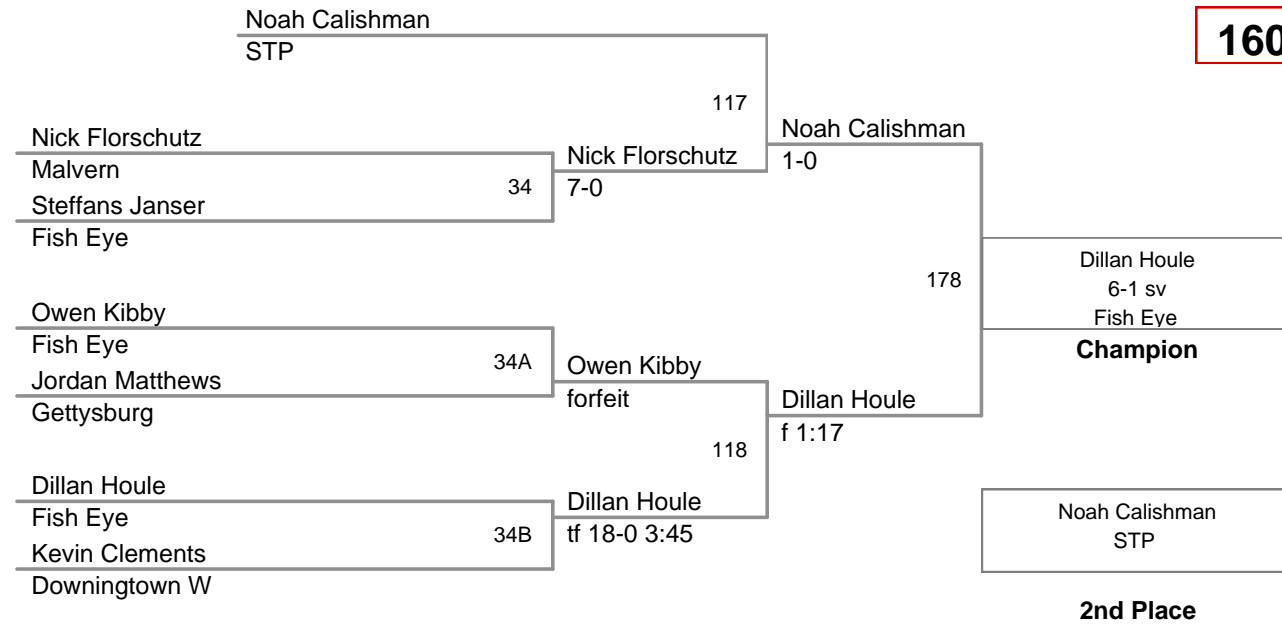 Noah Calishman
STP
160
117
Nick Florschutz
Malvern
34
Steffans Janser
Fish Eye
Nick Florschutz
7-0
Noah Calishman
1-0
Owen Kibby
Fish Eye
34A
Jordan Matthews
Gettysburg
Owen Kibby
forfeit
118
Dillan Houle
Fish Eye
34B
Kevin Clements
Downingtown W
Dillan Houle
tf 18-0 3:45
Dillan Houle
f 1:17
178
Dillan Houle
6-1 sv
Fish Eye
Champion
Noah Calishman
STP
2nd Place